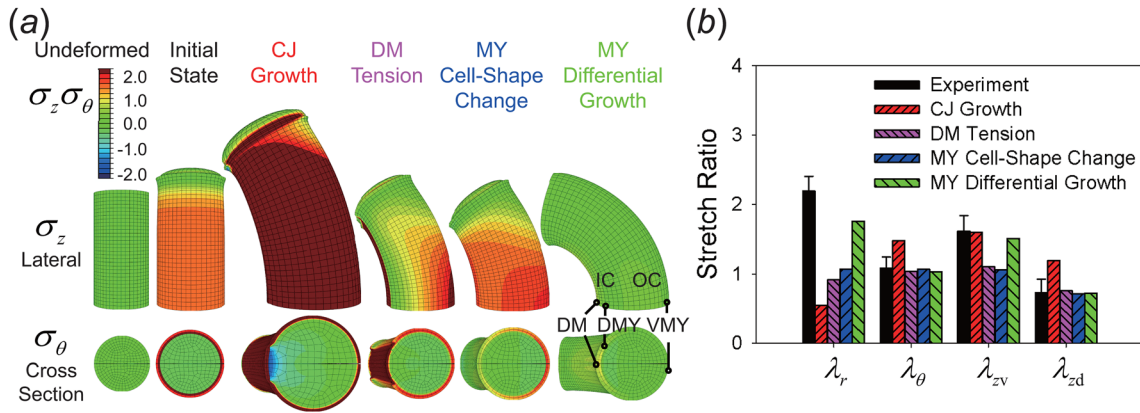 (a)
Undeformed
Initial
State
CJ
Growth
DM
Tension
MY
Cell-Shape
Change
MY
Differential
Growth
σz σθ
2.0
1.0
0.0
-1.0
-2.0
σz
Lateral
IC OC
DM DMY VMY
σθ
Cross
Section
(b)
Stretch Ratio
4
3
2
1
0
Experiment
CJ Growth
DM Tension
MY Cell-Shape Change
MY Differential Growth
λr λθ λzv λzd